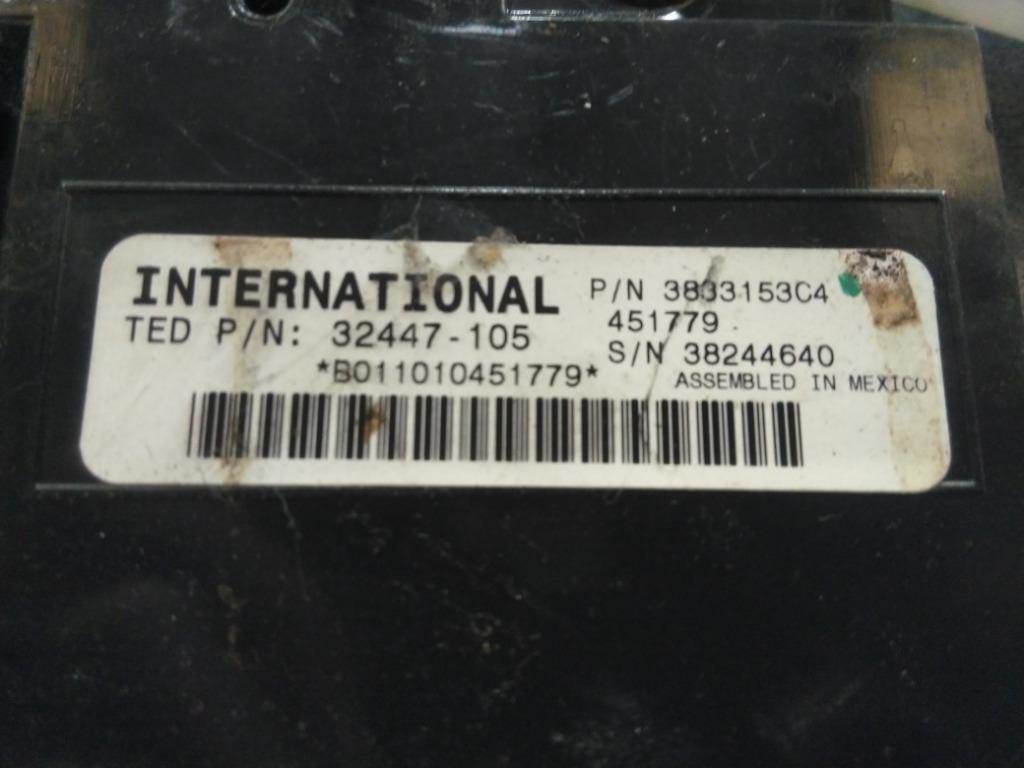 INTERNATIONAL P/N 3833153C4
TED P/N: 32447-105 451779
S/N 38244640
*B011010451779* ASSEMBLED IN MEXICO